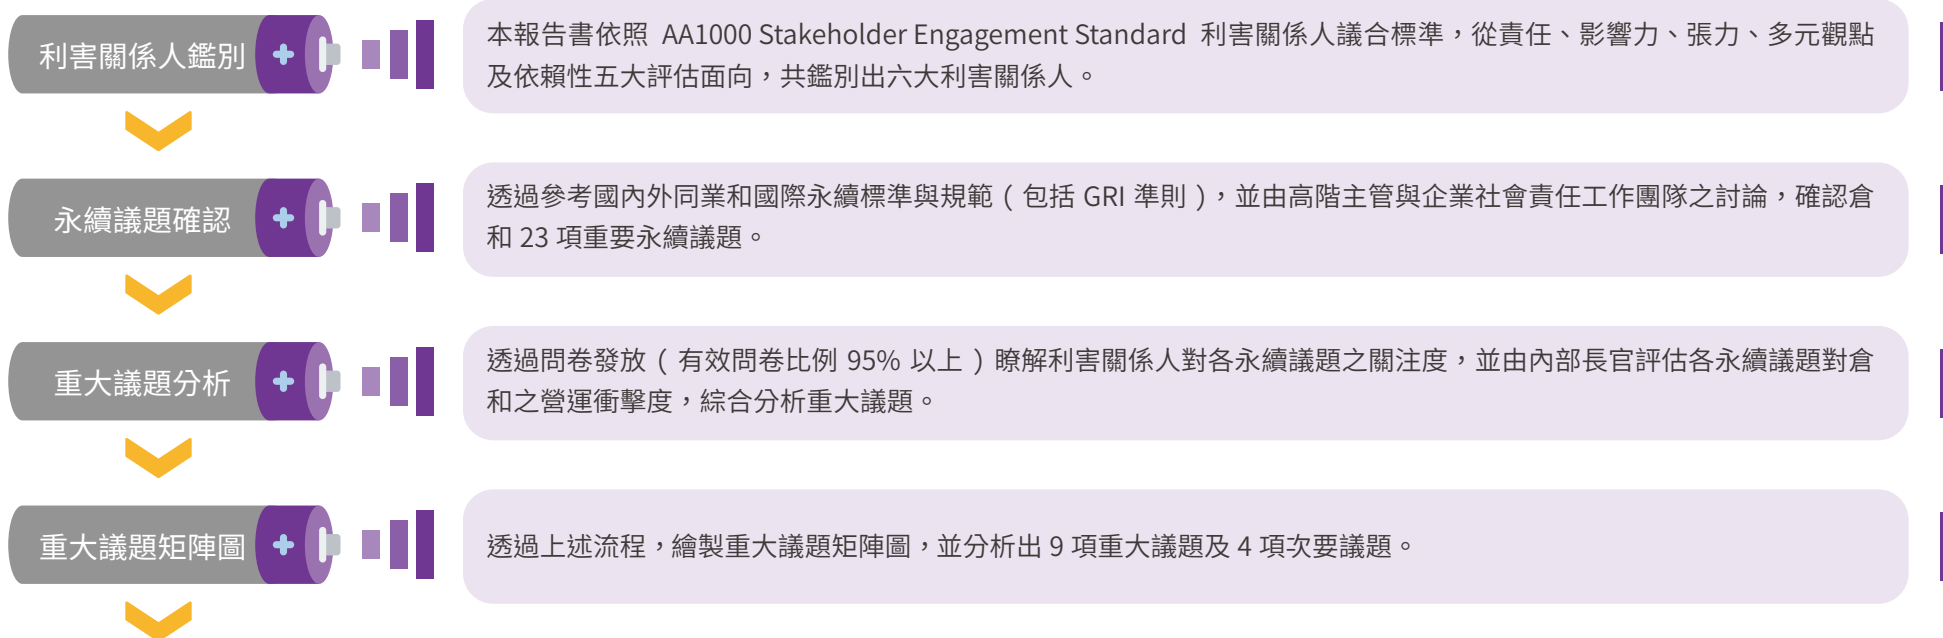 利害關係人鑑別
本報告書依照 AA1000 Stakeholder Engagement Standard 利害關係人議合標準，從責任、影響力、張力、多元觀點
及依賴性五大評估面向，共鑑別出六大利害關係人。
永續議題確認
透過參考國內外同業和國際永續標準與規範（包括 GRI 準則），並由高階主管與企業社會責任工作團隊之討論，確認倉
和 23 項重要永續議題。
重大議題分析
透過問卷發放（有效問卷比例 95% 以上）瞭解利害關係人對各永續議題之關注度，並由內部長官評估各永續議題對倉
和之營運衝擊度，綜合分析重大議題。
重大議題矩陣圖
透過上述流程，繪製重大議題矩陣圖，並分析出 9 項重大議題及 4 項次要議題。